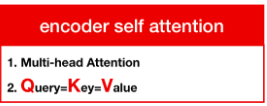 encoder self attention
1. Multi-head Attention
2. Query=Key=Value